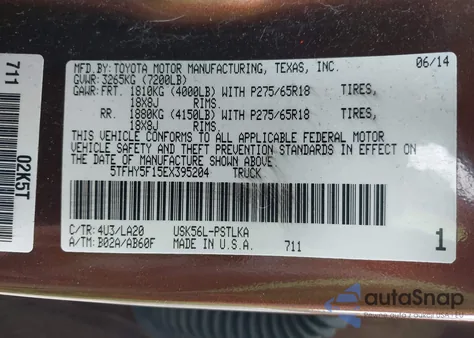 MFD.BY: TOYOTA MOTOR MANUFACTURING, TEXAS, INC. 06/14
GVWR: 3265KG (7200LB)
GAWR: FRT. 1810KG (4000LB) WITH P275/65R18 TIRES,
18X8J RIMS.
RR. 1880KG (4150LB) WITH P275/65R18 TIRES,
18X8J RIMS.
THIS VEHICLE CONFORMS TO ALL APPLICABLE FEDERAL MOTOR
VEHICLE SAFETY AND THEFT PREVENTION STANDARDS IN EFFECT ON
THE DATE OF MANUFACTURE SHOWN ABOVE.
5TFHY5F15EX395204 TRUCK
C/TR: 4U3/LA20 USK56L-PSTLKA
A/TM: B02A/AB60F MADE IN U.S.A. 711 1
711
02K5T
autoSnap